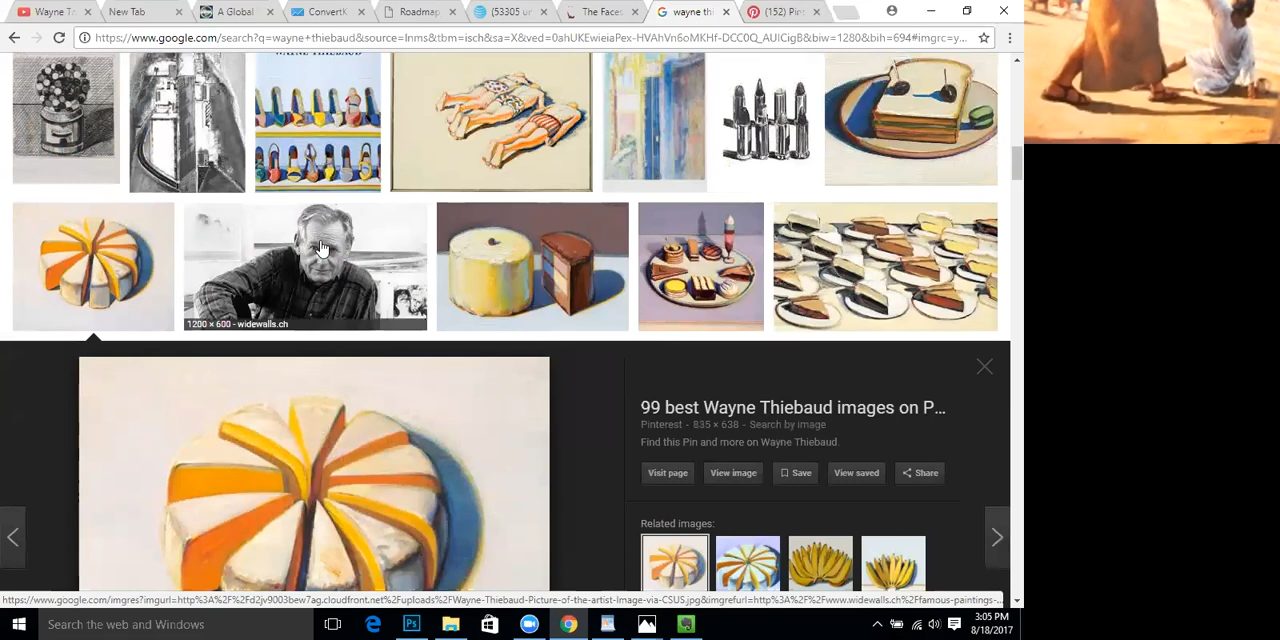 Wayne T
New Tab
A Global
ConvertK
Roadmap
(53305 un
The Faces
wayne thi
(152) Pin
https://www.google.com/search?q=wayne+thiebaud&source=lnms&tbm=isch&sa=X&ved=0ahUKEwieiaPex-HVAhVn6oMKHf-DCC0Q_AUICigB&biw=1280&bih=694#imgrc=y...
WAYNE THIEBAUD
1200 × 600 - widewalls.ch
99 best Wayne Thiebaud images on P...
Pinterest - 835 × 638 - Search by image
Find this Pin and more on Wayne Thiebaud.
Visit page
View image
Save
View saved
Share
Related images:
https://www.google.com/imgres?imgurl=http%3A%2F%2Fd2jv9003bew7ag.cloudfront.net%2Fuploads%2FWayne-Thiebaud-Picture-of-the-artist-Image-via-CSUS.jpg&imgrefurl=http%3A%2F%2Fwww.widewalls.ch%2Ffamous-paintings-...
Search the web and Windows
3:05 PM
8/18/2017